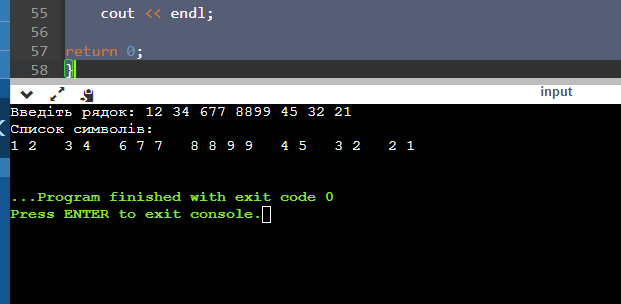 55 cout << endl;
56
57 return 0;
58 }
input
Введіть рядок: 12 34 677 8899 45 32 21
Список символів:
1 2   3 4   6 7 7   8 8 9 9   4 5   3 2   2 1
...Program finished with exit code 0
Press ENTER to exit console.